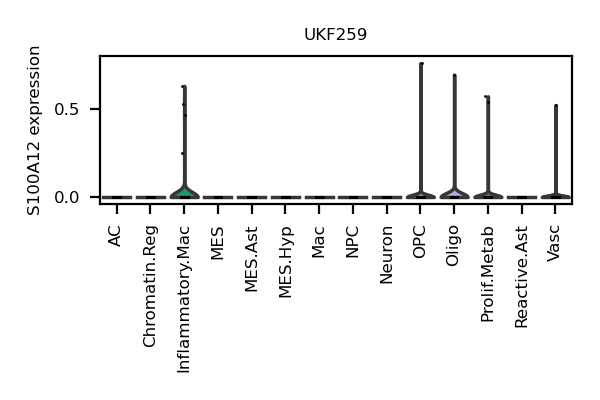 UKF259
S100A12 expression
0.5
0.0
AC
Chromatin.Reg
Inflammatory.Mac
MES
MES.Ast
MES.Hyp
Mac
NPC
Neuron
OPC
Oligo
Prolif.Metab
Reactive.Ast
Vasc